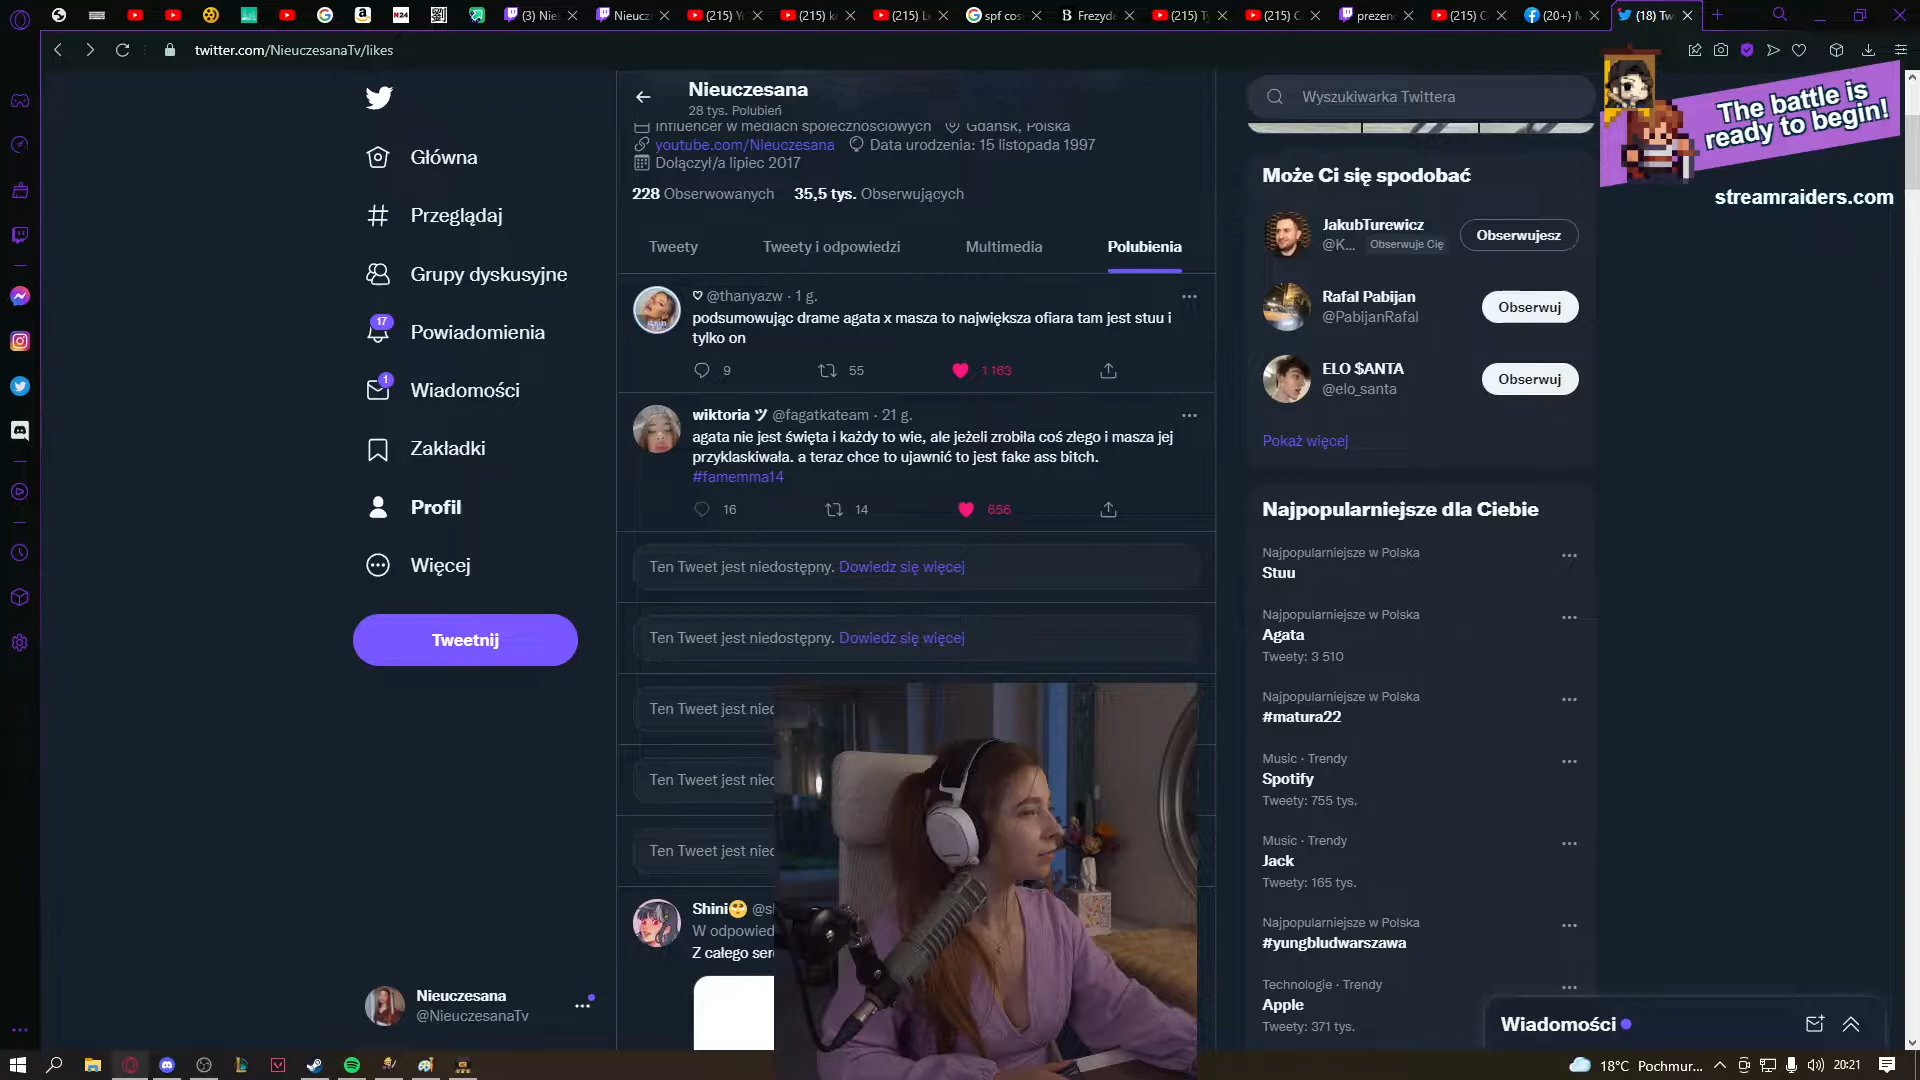 (3) Nie
Nieucz
(215) Y
(215) k
(215) L
spf cos
Frezyd
(215) T
(215) C
prezen
(215) C
(20+) N
(18) Tw
twitter.com/NieuczesanaTv/likes
The battle is
ready to begin!
streamraiders.com
Główna
Przeglądaj
Grupy dyskusyjne
17
Powiadomienia
1
Wiadomości
Zakładki
Profil
Więcej
Tweetnij
Nieuczesana
@NieuczesanaTv
Nieuczesana
28 tys. Polubień
Influencer w mediach społecznościowych Gdańsk, Polska
youtube.com/Nieuczesana Data urodzenia: 15 listopada 1997
Dołączył/a lipiec 2017
228 Obserwowanych 35,5 tys. Obserwujących
Tweety Tweety i odpowiedzi Multimedia Polubienia
♡ @thanyazw · 1 g.
podsumowując drame agata x masza to największa ofiara tam jest stuu i
tylko on
9 55 1 163
wiktoria ツ @fagatkateam · 21 g.
agata nie jest święta i każdy to wie, ale jeżeli zrobiła coś złego i masza jej
przyklaskiwała. a teraz chce to ujawnić to jest fake ass bitch.
#famemma14
16 14 656
Ten Tweet jest niedostępny. Dowiedz się więcej
Ten Tweet jest niedostępny. Dowiedz się więcej
Ten Tweet jest niedo
Ten Tweet jest niedo
Ten Tweet jest niedo
Shini @sh
W odpowiedz
Z całego serd
Wyszukiwarka Twittera
Może Ci się spodobać
JakubTurewicz
@K... Obserwuje Cię
Obserwujesz
Rafal Pabijan
@PabijanRafal
Obserwuj
ELO $ANTA
@elo_santa
Obserwuj
Pokaż więcej
Najpopularniejsze dla Ciebie
Najpopularniejsze w Polska
Stuu
Najpopularniejsze w Polska
Agata
Tweety: 3 510
Najpopularniejsze w Polska
#matura22
Music · Trendy
Spotify
Tweety: 755 tys.
Music · Trendy
Jack
Tweety: 165 tys.
Najpopularniejsze w Polska
#yungbludwarszawa
Technologie · Trendy
Apple
Tweety: 371 tys.
Wiadomości
18°C Pochmur... 20:21